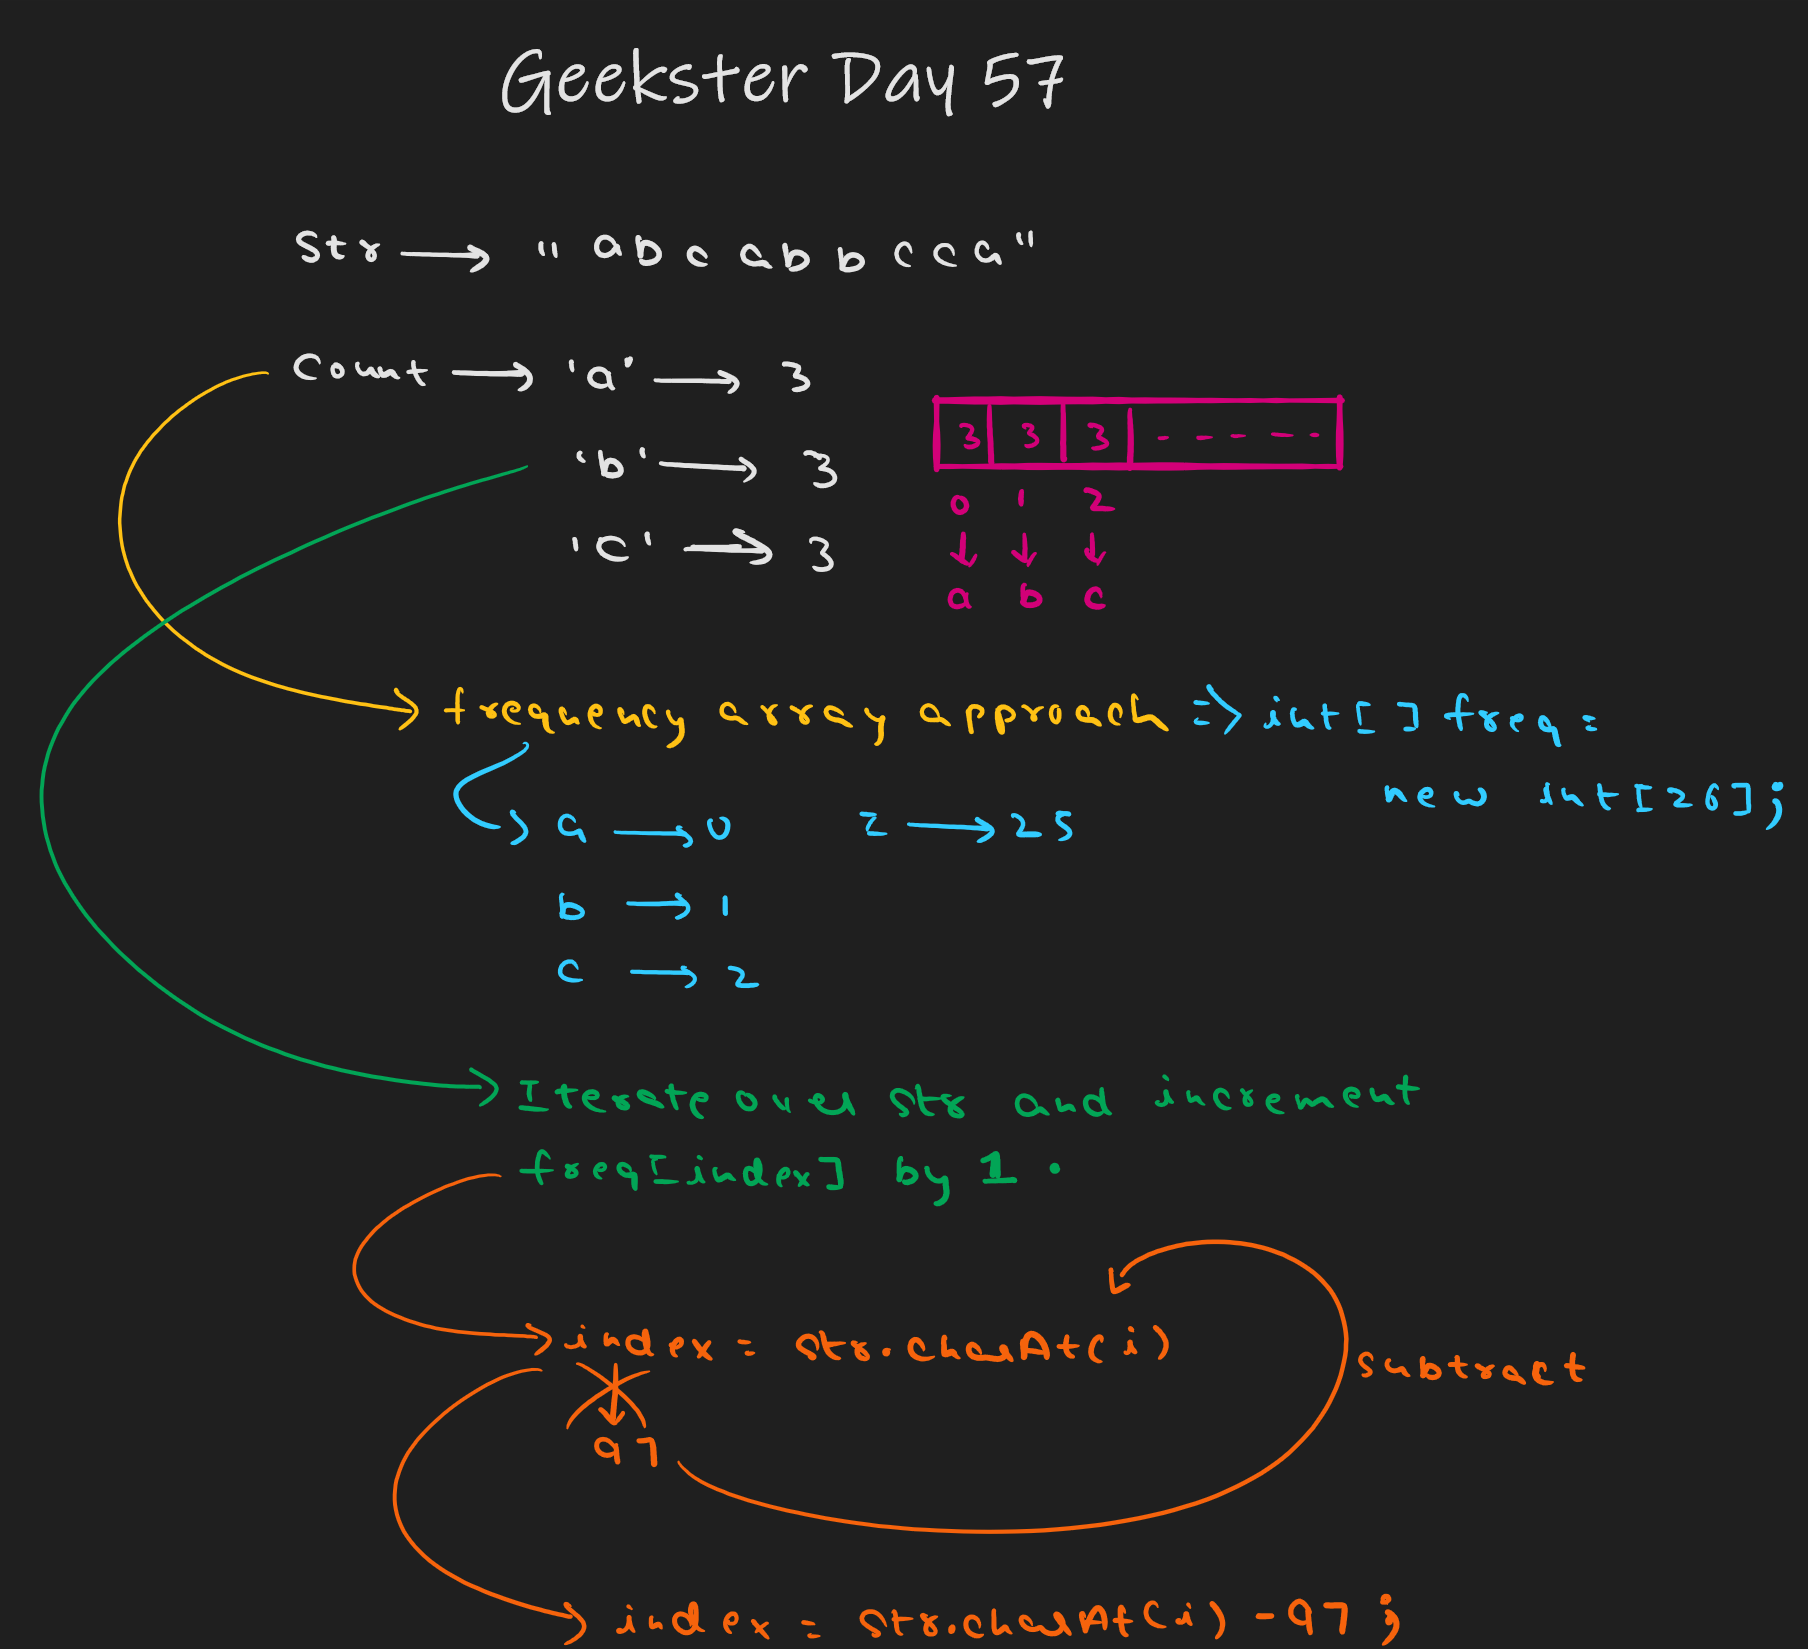 Geekster Day 57
Str → "abcabbcca"
Count → 'a' → 3
'b' → 3
'c' → 3
3 3 3 - - - - -
0 1 2
↓ ↓ ↓
a b c
frequency array approach => int[] freq =
new int[26];
a → 0 z → 25
b → 1
c → 2
Iterate over str and increment
freq[index] by 1.
index = str.charAt(i)
subtract
97
index = str.charAt(i) - 97;